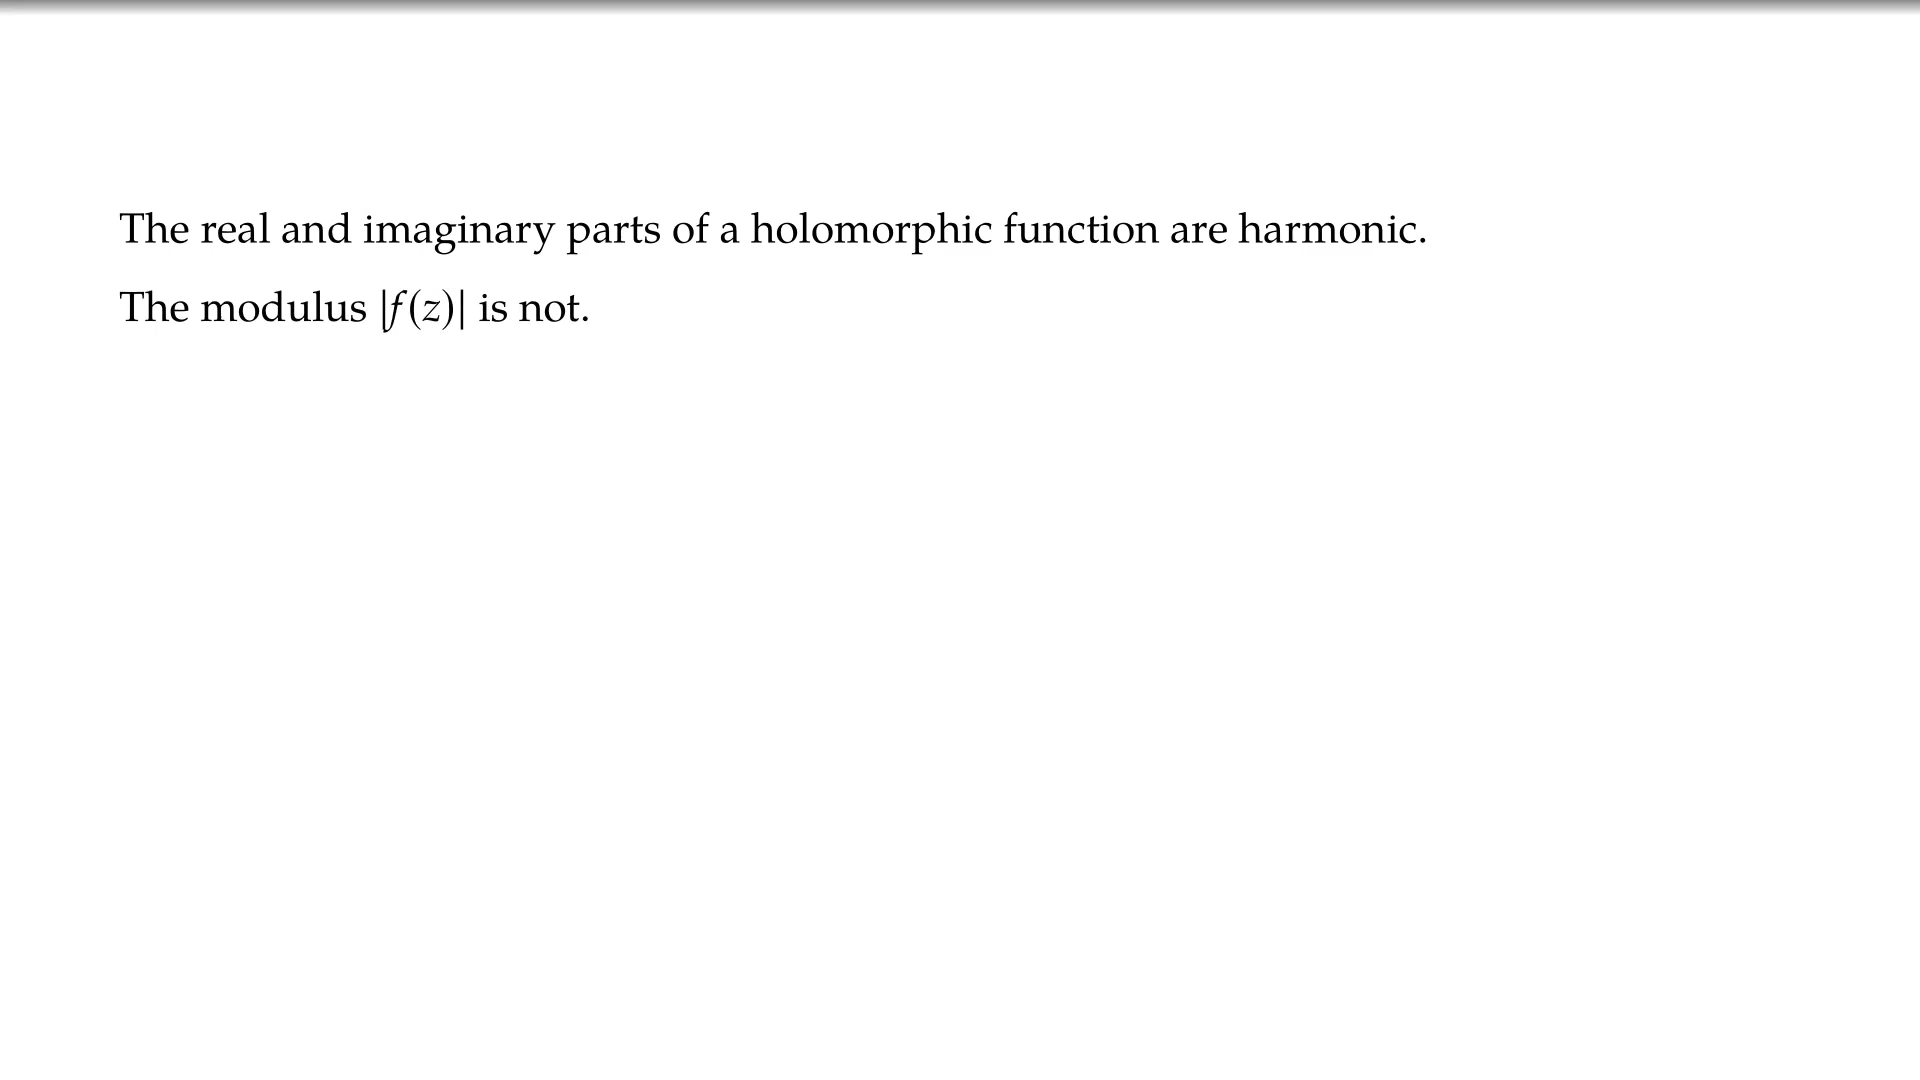 The real and imaginary parts of a holomorphic function are harmonic.
The modulus |f(z)| is not.